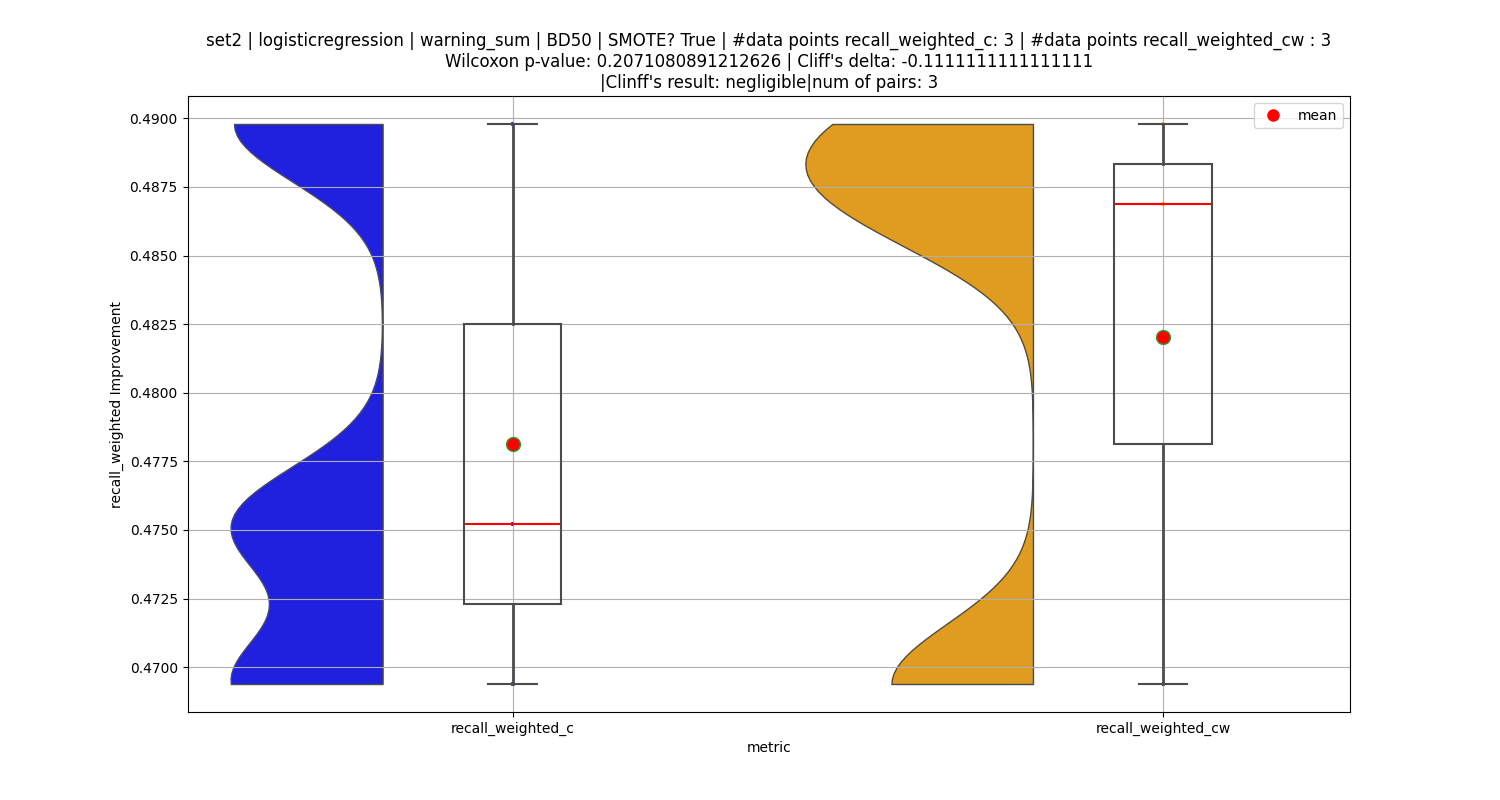 set2 | logisticregression | warning_sum | BD50 | SMOTE? True | #data points recall_weighted_c: 3 | #data points recall_weighted_cw : 3
Wilcoxon p-value: 0.2071080891212626 | Cliff's delta: -0.1111111111111111
|Clinff's result: negligible|num of pairs: 3
mean
0.4900
0.4875
0.4850
0.4825
0.4800
0.4775
0.4750
0.4725
0.4700
recall_weighted Improvement
recall_weighted_c
recall_weighted_cw
metric